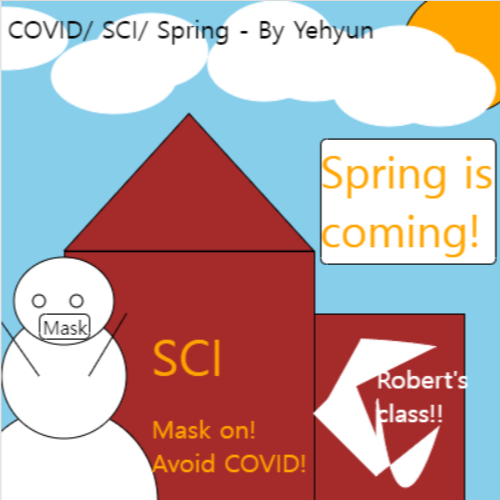 COVID/ SCI/ Spring - By Yehyun
Spring is
coming!
Mask
SCI
Robert's
class!!
Mask on!
Avoid COVID!